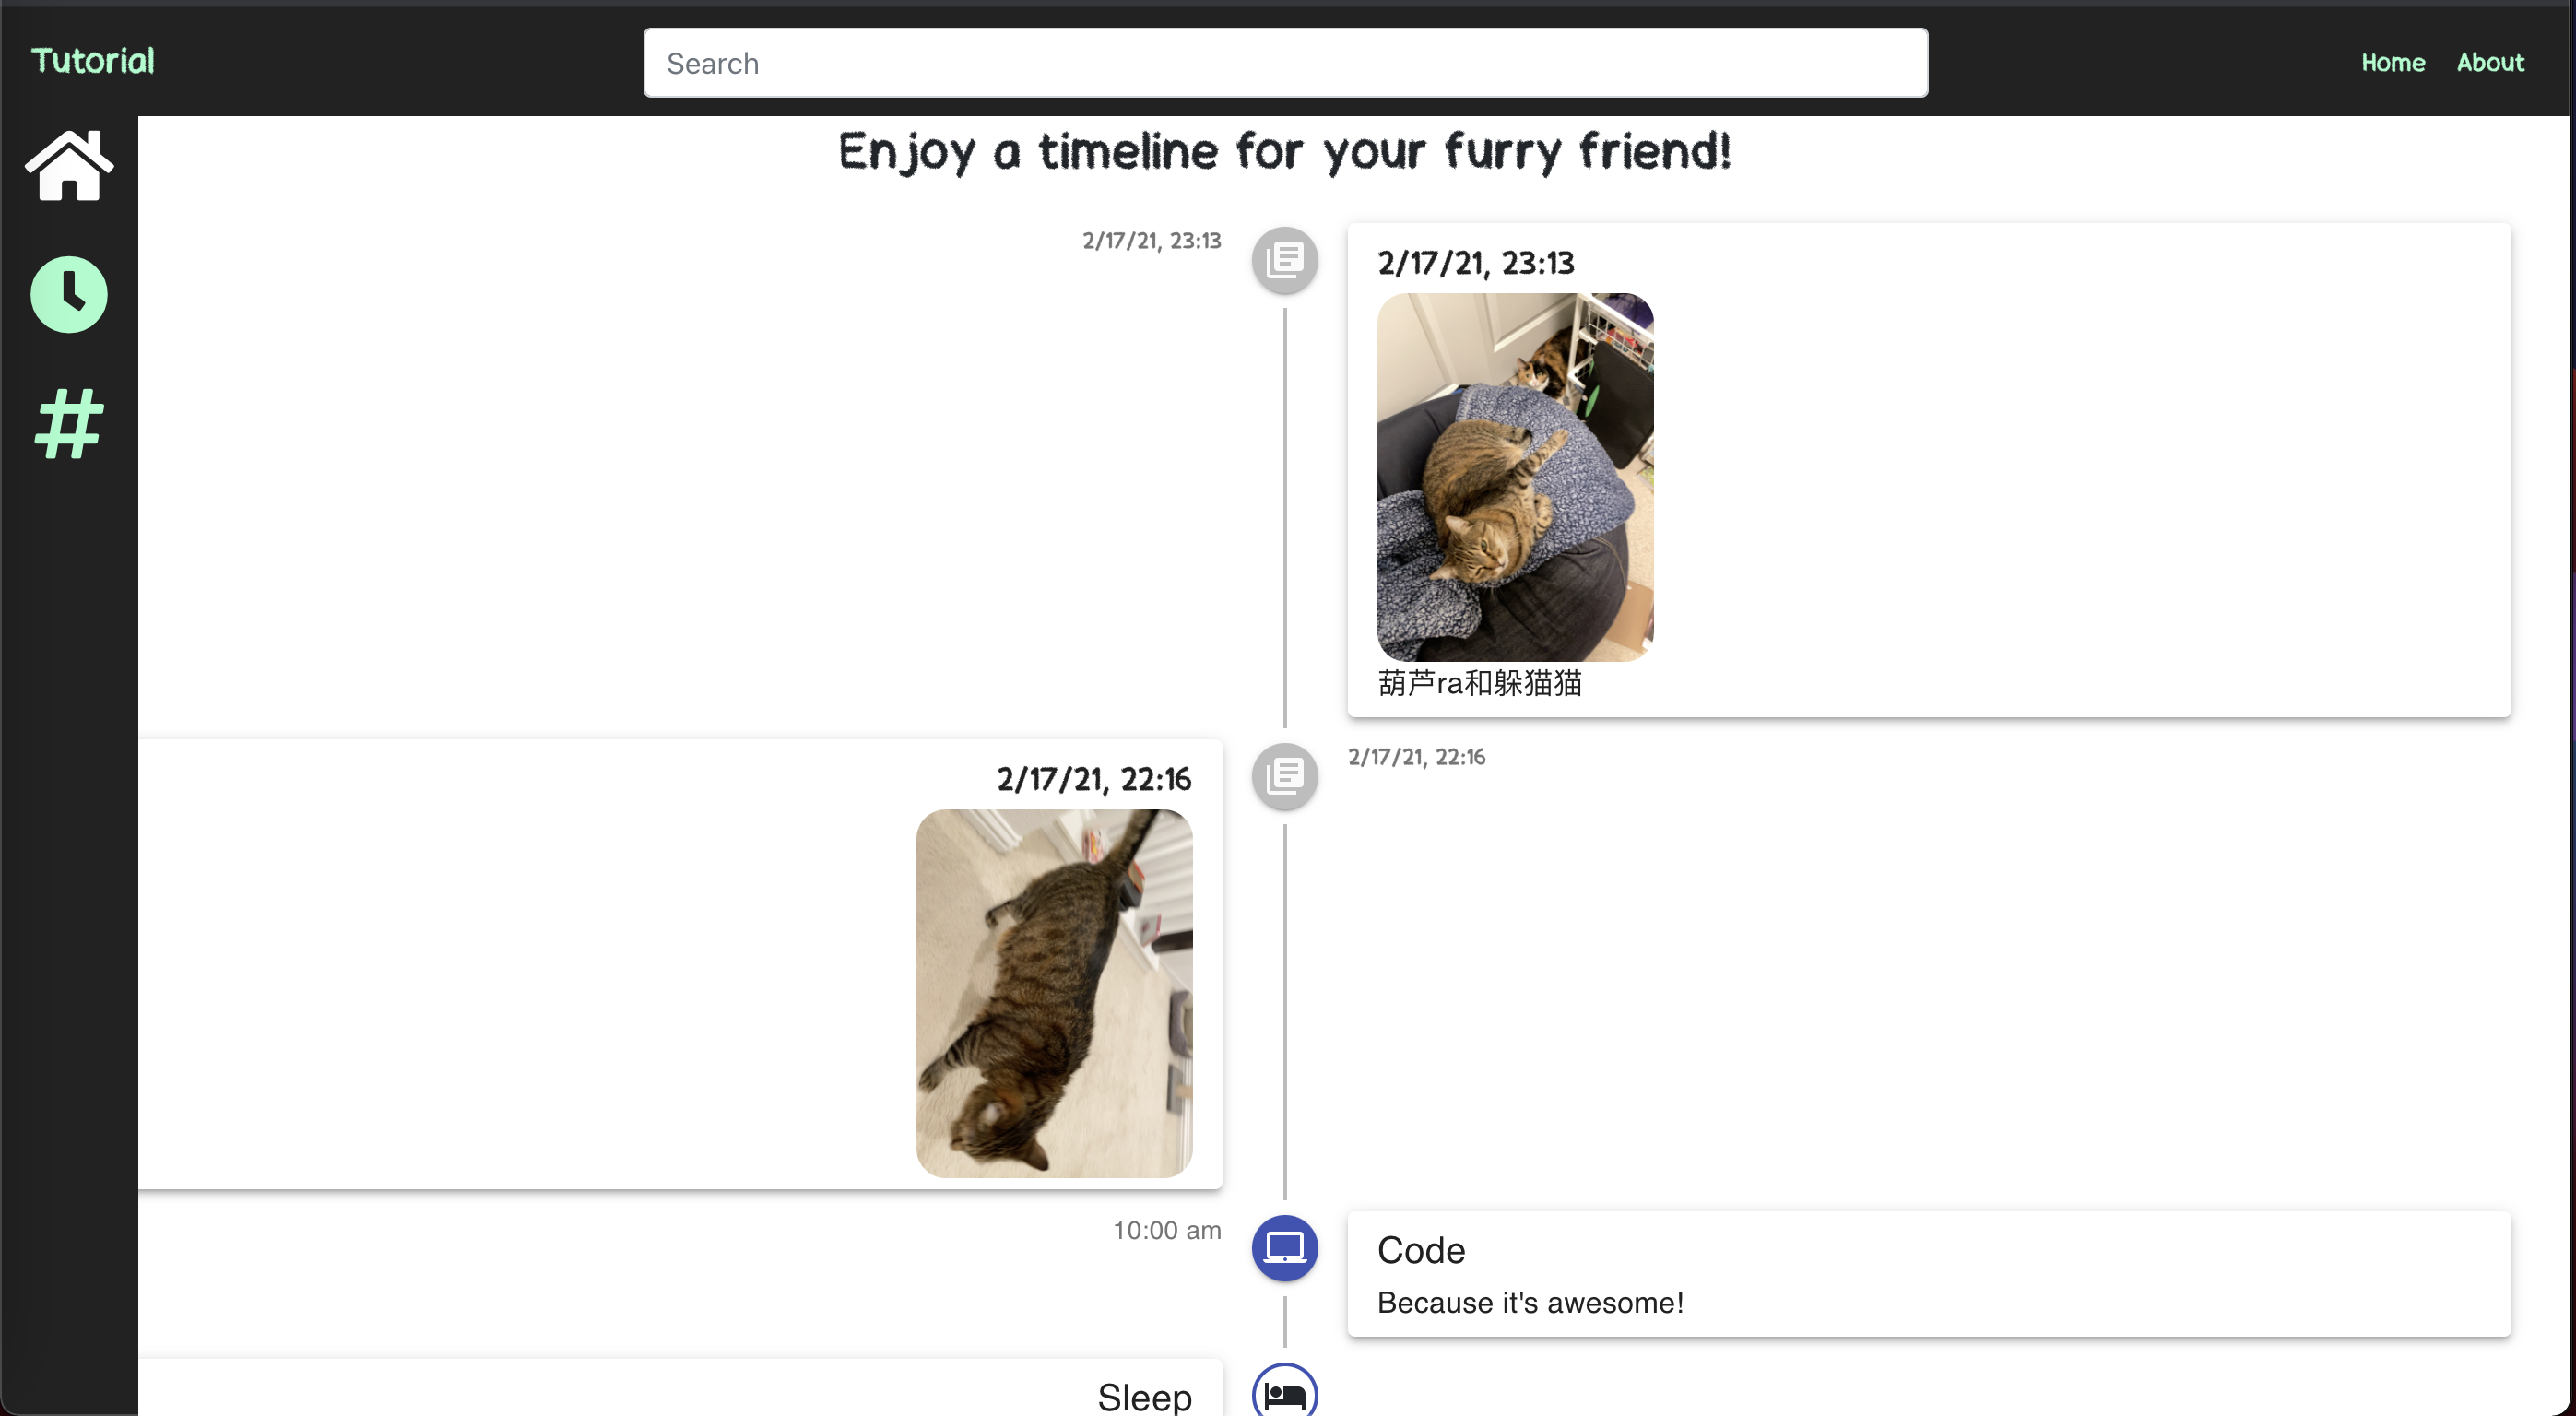 Tutorial
Search
Home
About
Enjoy a timeline for your furry friend!
2/17/21, 23:13
2/17/21, 23:13
葫芦ra和躲猫猫
2/17/21, 22:16
2/17/21, 22:16
10:00 am
Code
Because it's awesome!
Sleep